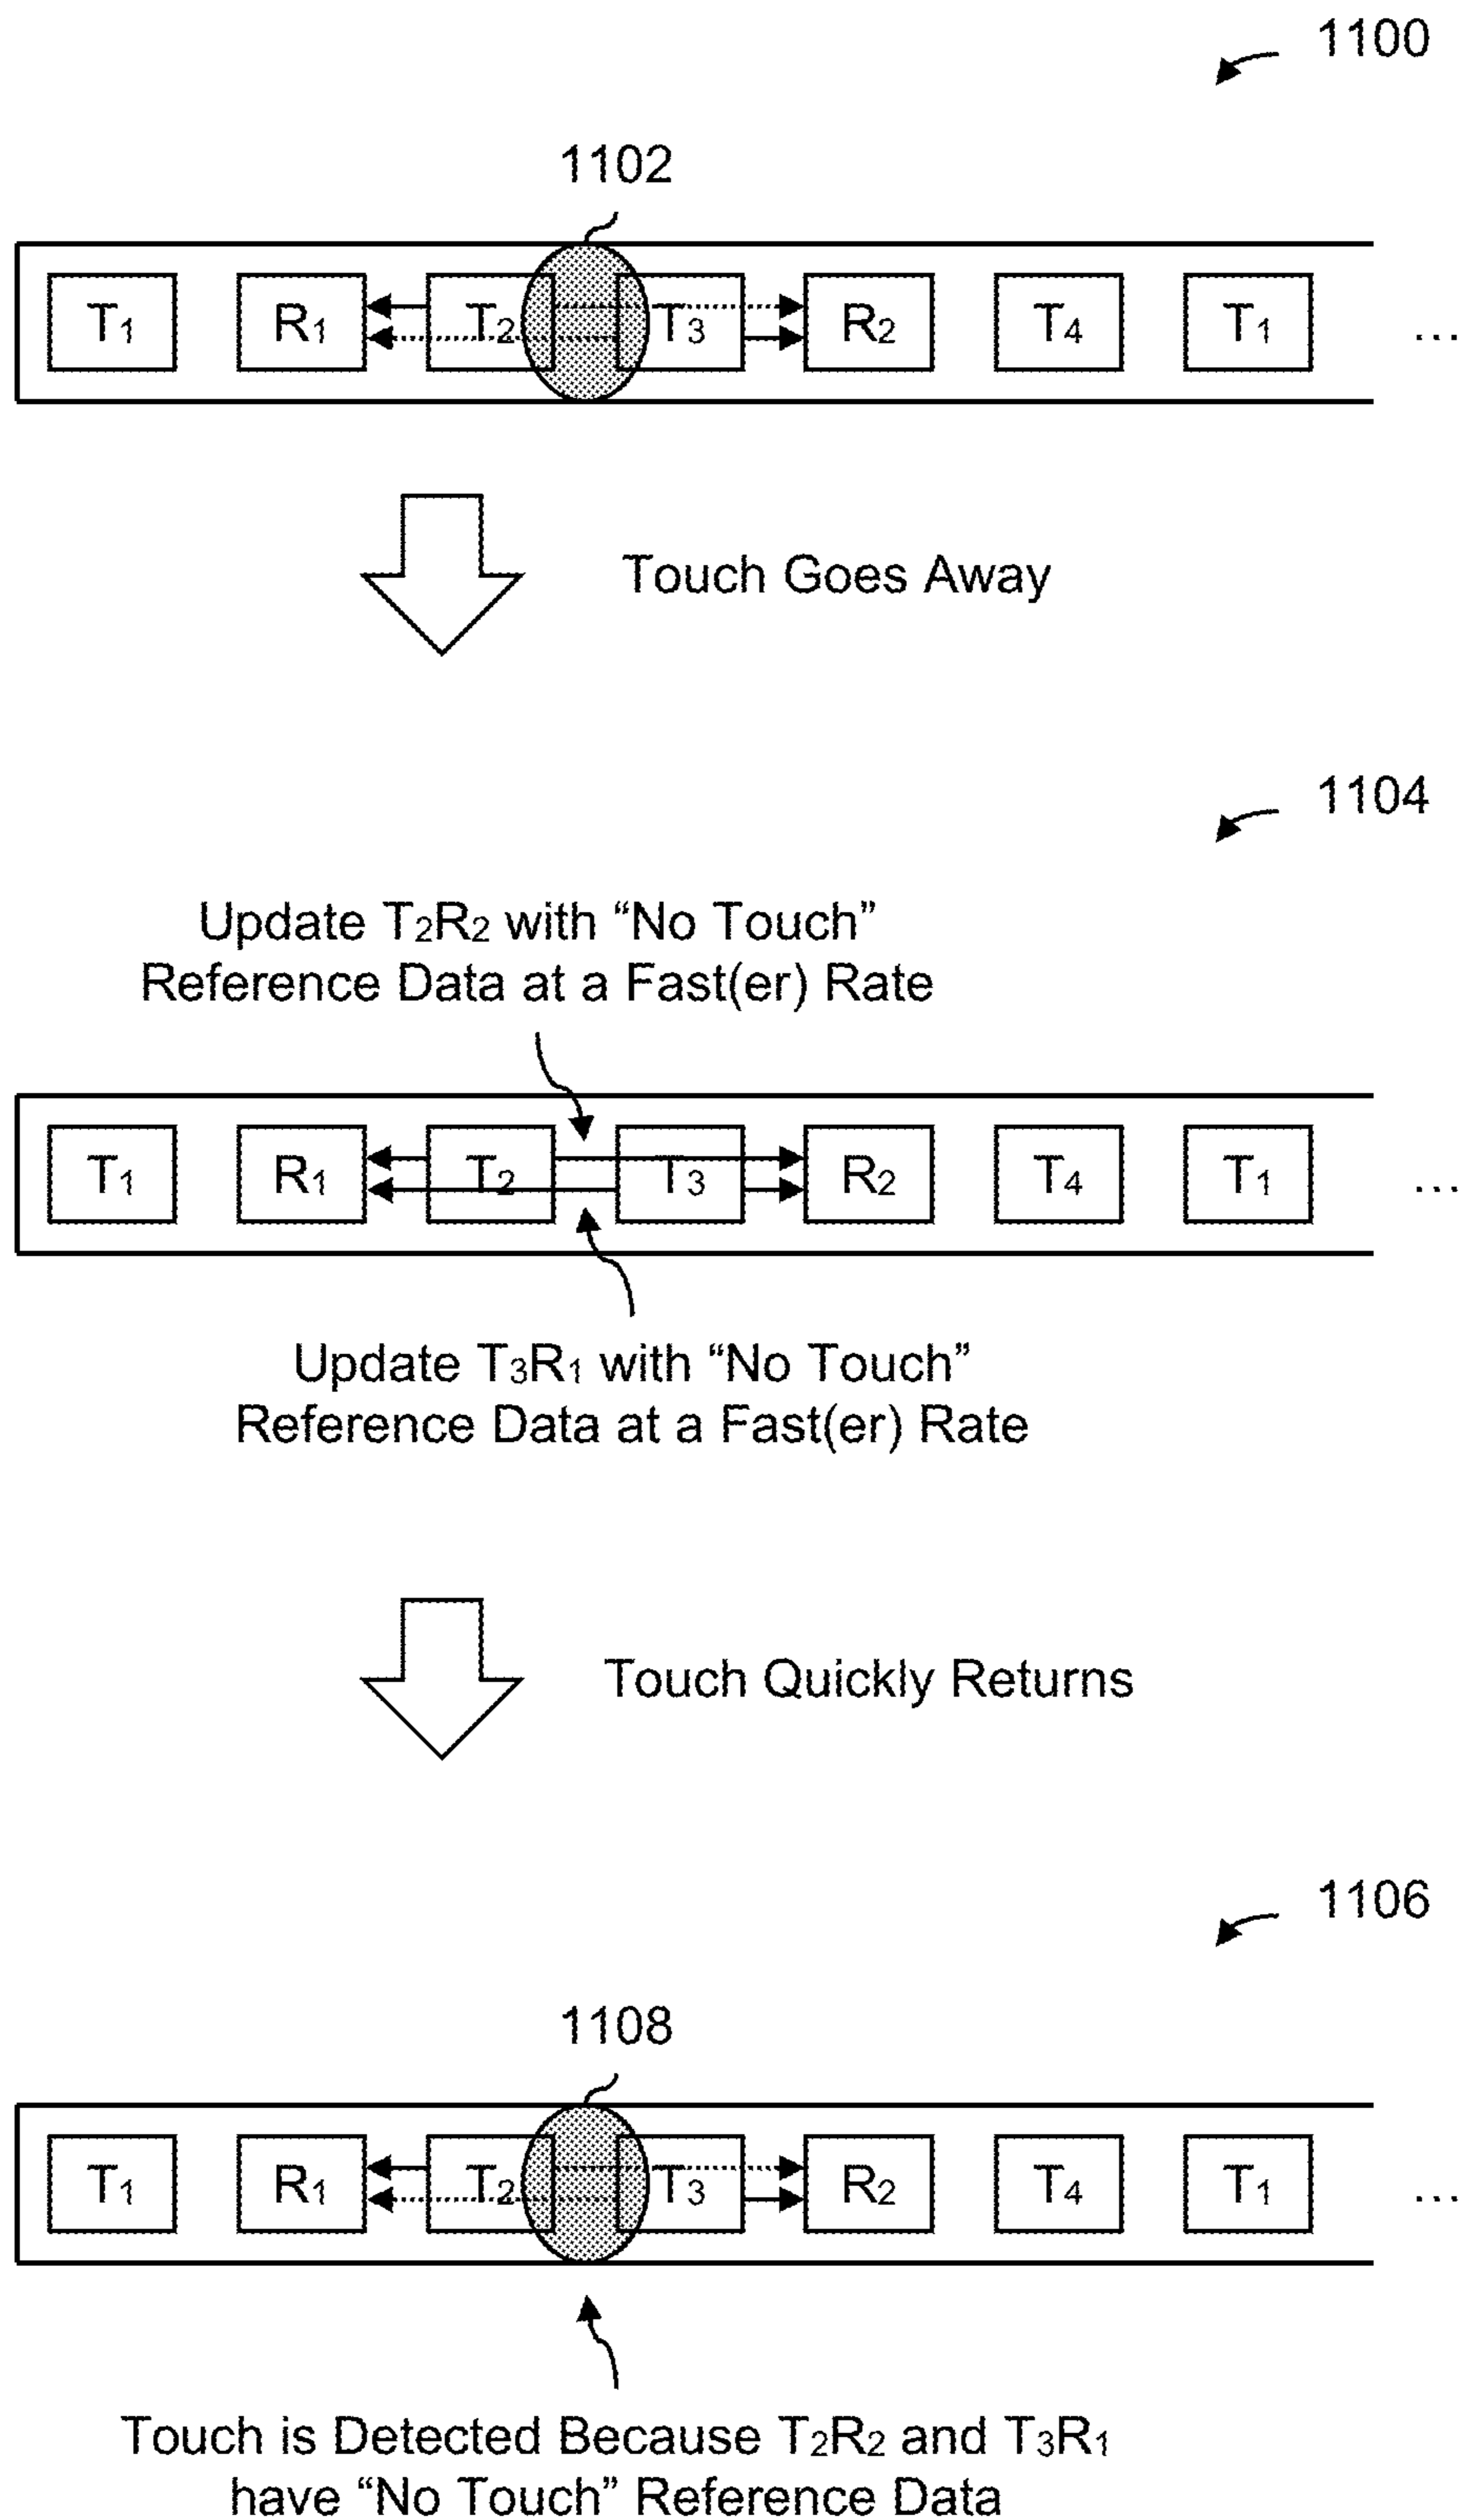 1100
1102
T1 R1 T2 T3 R2 T4 T1 ...
Touch Goes Away
1104
Update T2R2 with “No Touch”
Reference Data at a Fast(er) Rate
T1 R1 T2 T3 R2 T4 T1 ...
Update T3R1 with “No Touch”
Reference Data at a Fast(er) Rate
Touch Quickly Returns
1106
1108
T1 R1 T2 T3 R2 T4 T1 ...
Touch is Detected Because T2R2 and T3R1
have “No Touch” Reference Data